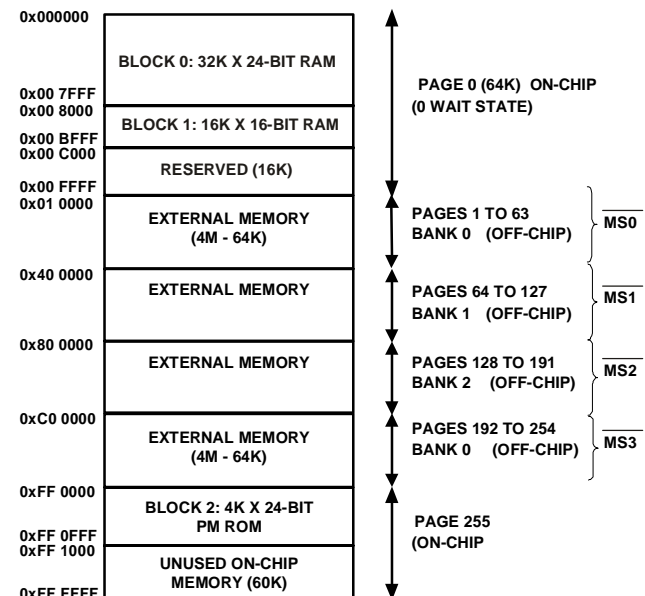 0x000000
BLOCK 0: 32K X 24-BIT RAM
PAGE 0 (64K) ON-CHIP
(0 WAIT STATE)
0x00 7FFF
0x00 8000
BLOCK 1: 16K X 16-BIT RAM
0x00 BFFF
0x00 C000
RESERVED (16K)
0x00 FFFF
0x01 0000
EXTERNAL MEMORY
(4M - 64K)
PAGES 1 TO 63
BANK 0 (OFF-CHIP)
MS0
0x40 0000
EXTERNAL MEMORY
PAGES 64 TO 127
BANK 1 (OFF-CHIP)
MS1
0x80 0000
EXTERNAL MEMORY
PAGES 128 TO 191
BANK 2 (OFF-CHIP)
MS2
0xC0 0000
EXTERNAL MEMORY
(4M - 64K)
PAGES 192 TO 254
BANK 0 (OFF-CHIP)
MS3
0xFF 0000
BLOCK 2: 4K X 24-BIT
PM ROM
PAGE 255
(ON-CHIP
0xFF 0FFF
0xFF 1000
UNUSED ON-CHIP
MEMORY (60K)
0xFF FFFF